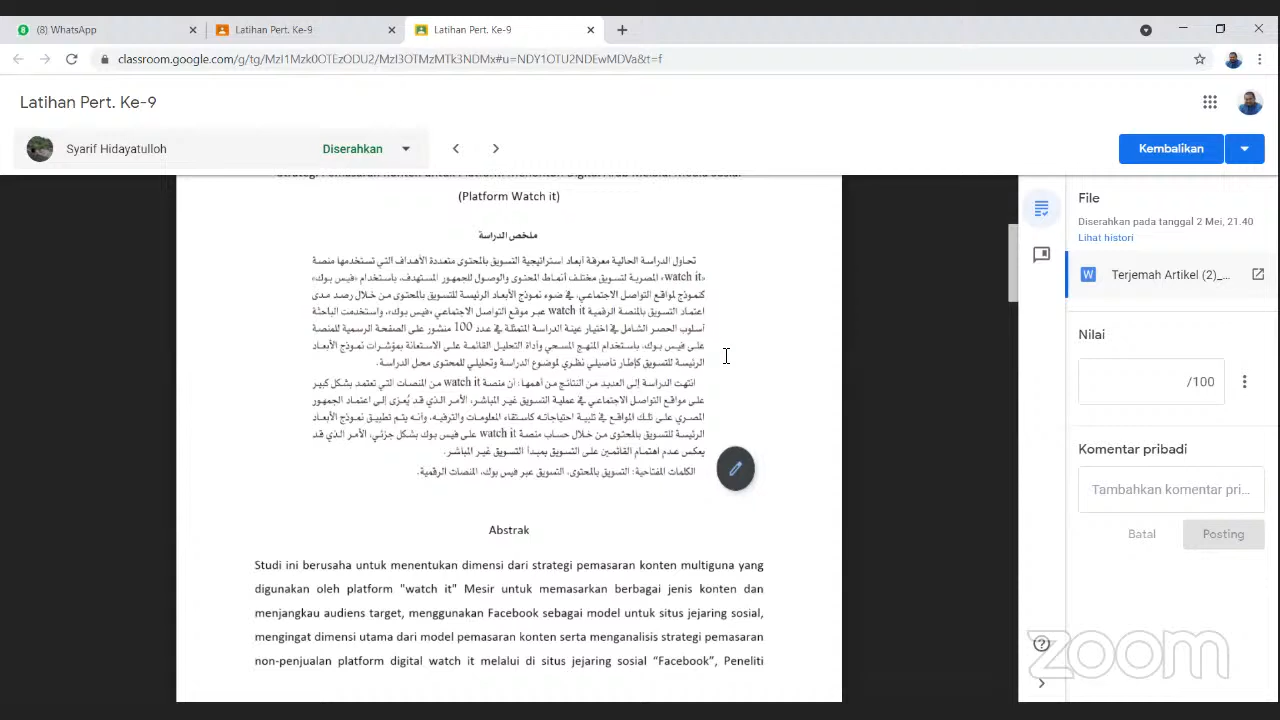 (8) WhatsApp
Latihan Pert. Ke-9
Latihan Pert. Ke-9
classroom.google.com/g/tg/MzI1Mzk0OTEzODU2/MzI3OTMzMTk3NDMx#u=NDY1OTU2NDEwMDVa&t=f
Latihan Pert. Ke-9
Syarif Hidayatulloh
Diserahkan
Kembalikan
Strategi Pemasaran Konten untuk Platform Menonton Digital Arab Melalui Media Sosial
(Platform Watch it)
ملخص الدراسة
تحاول الدراسة الحالية معرفة أبعاد استراتيجية التسويق بالمحتوى متعددة الأهداف التي تستخدمها منصة
«watch it» المصرية لتسويق مختلف أنماط المحتوى والوصول للجمهور المستهدف، باستخدام «فيس بوك»
كنموذج لمواقع التواصل الاجتماعي، في ضوء نموذج الأبعاد الرئيسة للتسويق بالمحتوى من خلال رصد مدى
اعتماد التسويق بالمنصة الرقمية watch it عبر موقع التواصل الاجتماعي «فيس بوك»، واستخدمت الباحثة
أسلوب الحصر الشامل في اختيار عينة الدراسة المتمثلة في عدد 100 منشور على الصفحة الرسمية للمنصة
على فيس بوك، باستخدام المنهج المسحي وأداة التحليل القائمة على الاستعانة بمؤشرات نموذج الأبعاد
الرئيسة للتسويق كإطار تأصيلي نظري لموضوع الدراسة وتحليلي للمحتوى محل الدراسة.
انتهت الدراسة إلى العديد من النتائج من أهمها: أن منصة watch it من المنصات التي تعتمد بشكل كبير
على مواقع التواصل الاجتماعي في عملية التسويق غير المباشر، الأمر الذي قد يُعزى إلى اعتماد الجمهور
المصري على تلك المواقع في تلبية احتياجاته كاستقاء المعلومات والترفيه، وأنه يتم تطبيق نموذج الأبعاد
الرئيسة للتسويق بالمحتوى من خلال حساب منصة watch it على فيس بوك بشكل جزئي، الأمر الذي قد
يعكس عدم اهتمام القائمين على التسويق بمبدأ التسويق غير المباشر.
الكلمات المفتاحية: التسويق بالمحتوى، التسويق عبر فيس بوك، المنصات الرقمية.
Abstrak
Studi ini berusaha untuk menentukan dimensi dari strategi pemasaran konten multiguna yang
digunakan oleh platform "watch it" Mesir untuk memasarkan berbagai jenis konten dan
menjangkau audiens target, menggunakan Facebook sebagai model untuk situs jejaring sosial,
mengingat dimensi utama dari model pemasaran konten serta menganalisis strategi pemasaran
non-penjualan platform digital watch it melalui di situs jejaring sosial “Facebook”, Peneliti
File
Diserahkan pada tanggal 2 Mei, 21.40
Lihat histori
W
Terjemah Artikel (2)_...
Nilai
/100
Komentar pribadi
Tambahkan komentar pri...
Batal
Posting
zoom